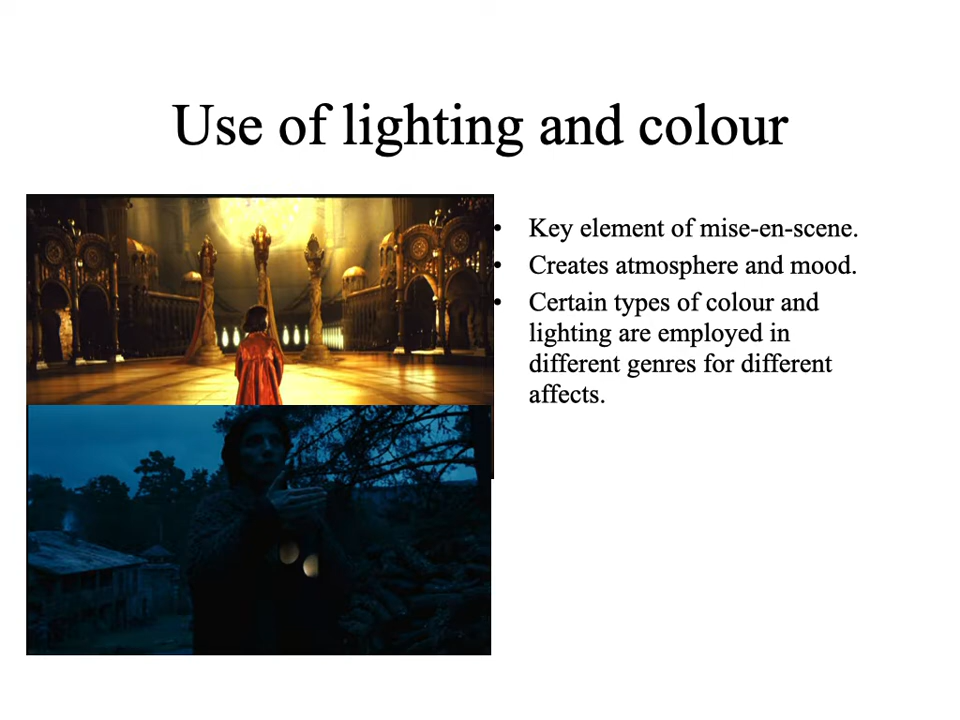 Use of lighting and colour
• Key element of mise-en-scene.
• Creates atmosphere and mood.
• Certain types of colour and
lighting are employed in
different genres for different
affects.